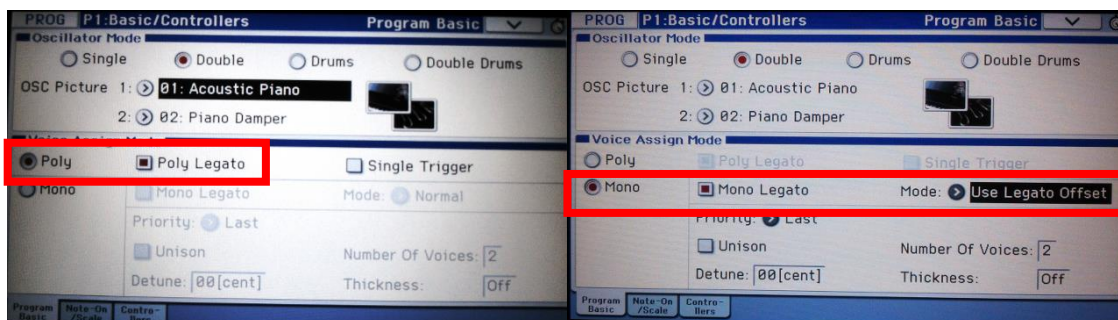 PROG P1:Basic/Controllers Program Basic
Oscillator Mode
Single Double Drums Double Drums
OSC Picture 1: 01: Acoustic Piano
2: 02: Piano Damper
Voice Assign Mode
Poly Poly Legato Single Trigger
Mono Mono Legato Mode: Normal
Priority: Last
Unison Number Of Voices: 2
Detune: 00[cent] Thickness: Off
Program Basic Note-On /Scale Contro- llers
PROG P1:Basic/Controllers Program Basic
Oscillator Mode
Single Double Drums Double Drums
OSC Picture 1: 01: Acoustic Piano
2: 02: Piano Damper
Voice Assign Mode
Poly Poly Legato Single Trigger
Mono Mono Legato Mode: Use Legato Offset
Priority: Last
Unison Number Of Voices: 2
Detune: 00[cent] Thickness: Off
Program Basic Note-On /Scale Contro- llers